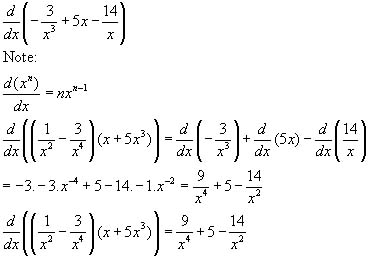 d/dx(−3/x³ + 5x − 14/x)
Note:
d(xⁿ)/dx = nxⁿ⁻¹
d/dx((1/x² − 3/x⁴)(x + 5x³)) = d/dx(−3/x³) + d/dx(5x) − d/dx(14/x)
= −3.−3.x⁻⁴ + 5 − 14.−1.x⁻² = 9/x⁴ + 5 − 14/x²
d/dx((1/x² − 3/x⁴)(x + 5x³)) = 9/x⁴ + 5 − 14/x²